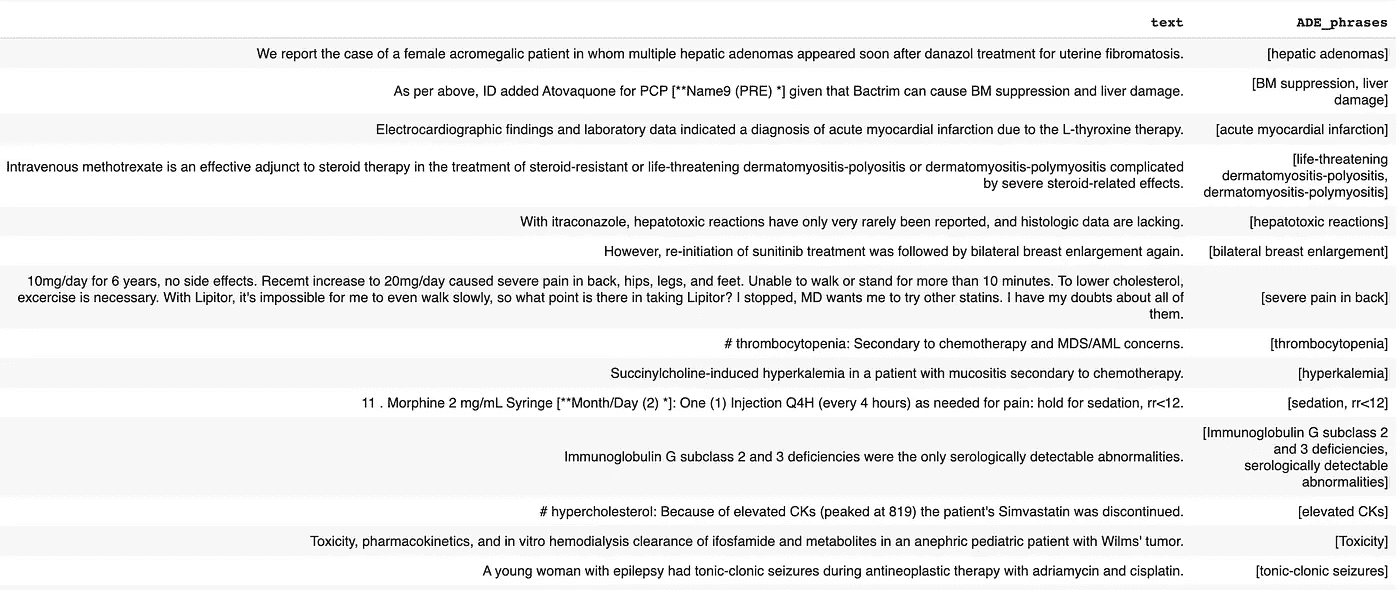 text ADE_phrases
We report the case of a female acromegalic patient in whom multiple hepatic adenomas appeared soon after danazol treatment for uterine fibromatosis. [hepatic adenomas]
As per above, ID added Atovaquone for PCP [**Name9 (PRE) *] given that Bactrim can cause BM suppression and liver damage. [BM suppression, liver
damage]
Electrocardiographic findings and laboratory data indicated a diagnosis of acute myocardial infarction due to the L-thyroxine therapy. [acute myocardial infarction]
Intravenous methotrexate is an effective adjunct to steroid therapy in the treatment of steroid-resistant or life-threatening dermatomyositis-polyositis or dermatomyositis-polymyositis complicated
by severe steroid-related effects.
[life-threatening
dermatomyositis-polyositis,
dermatomyositis-polymyositis]
With itraconazole, hepatotoxic reactions have only very rarely been reported, and histologic data are lacking. [hepatotoxic reactions]
However, re-initiation of sunitinib treatment was followed by bilateral breast enlargement again. [bilateral breast enlargement]
10mg/day for 6 years, no side effects. Recemt increase to 20mg/day caused severe pain in back, hips, legs, and feet. Unable to walk or stand for more than 10 minutes. To lower cholesterol,
excercise is necessary. With Lipitor, it's impossible for me to even walk slowly, so what point is there in taking Lipitor? I stopped, MD wants me to try other statins. I have my doubts about all of
them.
[severe pain in back]
# thrombocytopenia: Secondary to chemotherapy and MDS/AML concerns. [thrombocytopenia]
Succinylcholine-induced hyperkalemia in a patient with mucositis secondary to chemotherapy. [hyperkalemia]
11 . Morphine 2 mg/mL Syringe [**Month/Day (2) *]: One (1) Injection Q4H (every 4 hours) as needed for pain: hold for sedation, rr<12. [sedation, rr<12]
Immunoglobulin G subclass 2 and 3 deficiencies were the only serologically detectable abnormalities.
[Immunoglobulin G subclass 2
and 3 deficiencies,
serologically detectable
abnormalities]
# hypercholesterol: Because of elevated CKs (peaked at 819) the patient's Simvastatin was discontinued. [elevated CKs]
Toxicity, pharmacokinetics, and in vitro hemodialysis clearance of ifosfamide and metabolites in an anephric pediatric patient with Wilms' tumor. [Toxicity]
A young woman with epilepsy had tonic-clonic seizures during antineoplastic therapy with adriamycin and cisplatin. [tonic-clonic seizures]